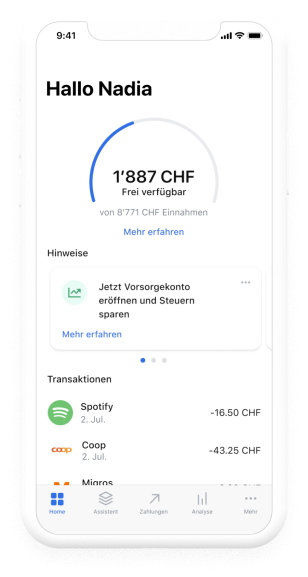 9:41
Hallo Nadia
1'887 CHF
Frei verfügbar
von 8'771 CHF Einnahmen
Mehr erfahren
Hinweise
Jetzt Vorsorgekonto
eröffnen und Steuern
sparen
Mehr erfahren
Transaktionen
Spotify
2. Jul.
-16.50 CHF
coop
Coop
2. Jul.
-43.25 CHF
Migros
Home
Assistent
Zahlungen
Analyse
Mehr